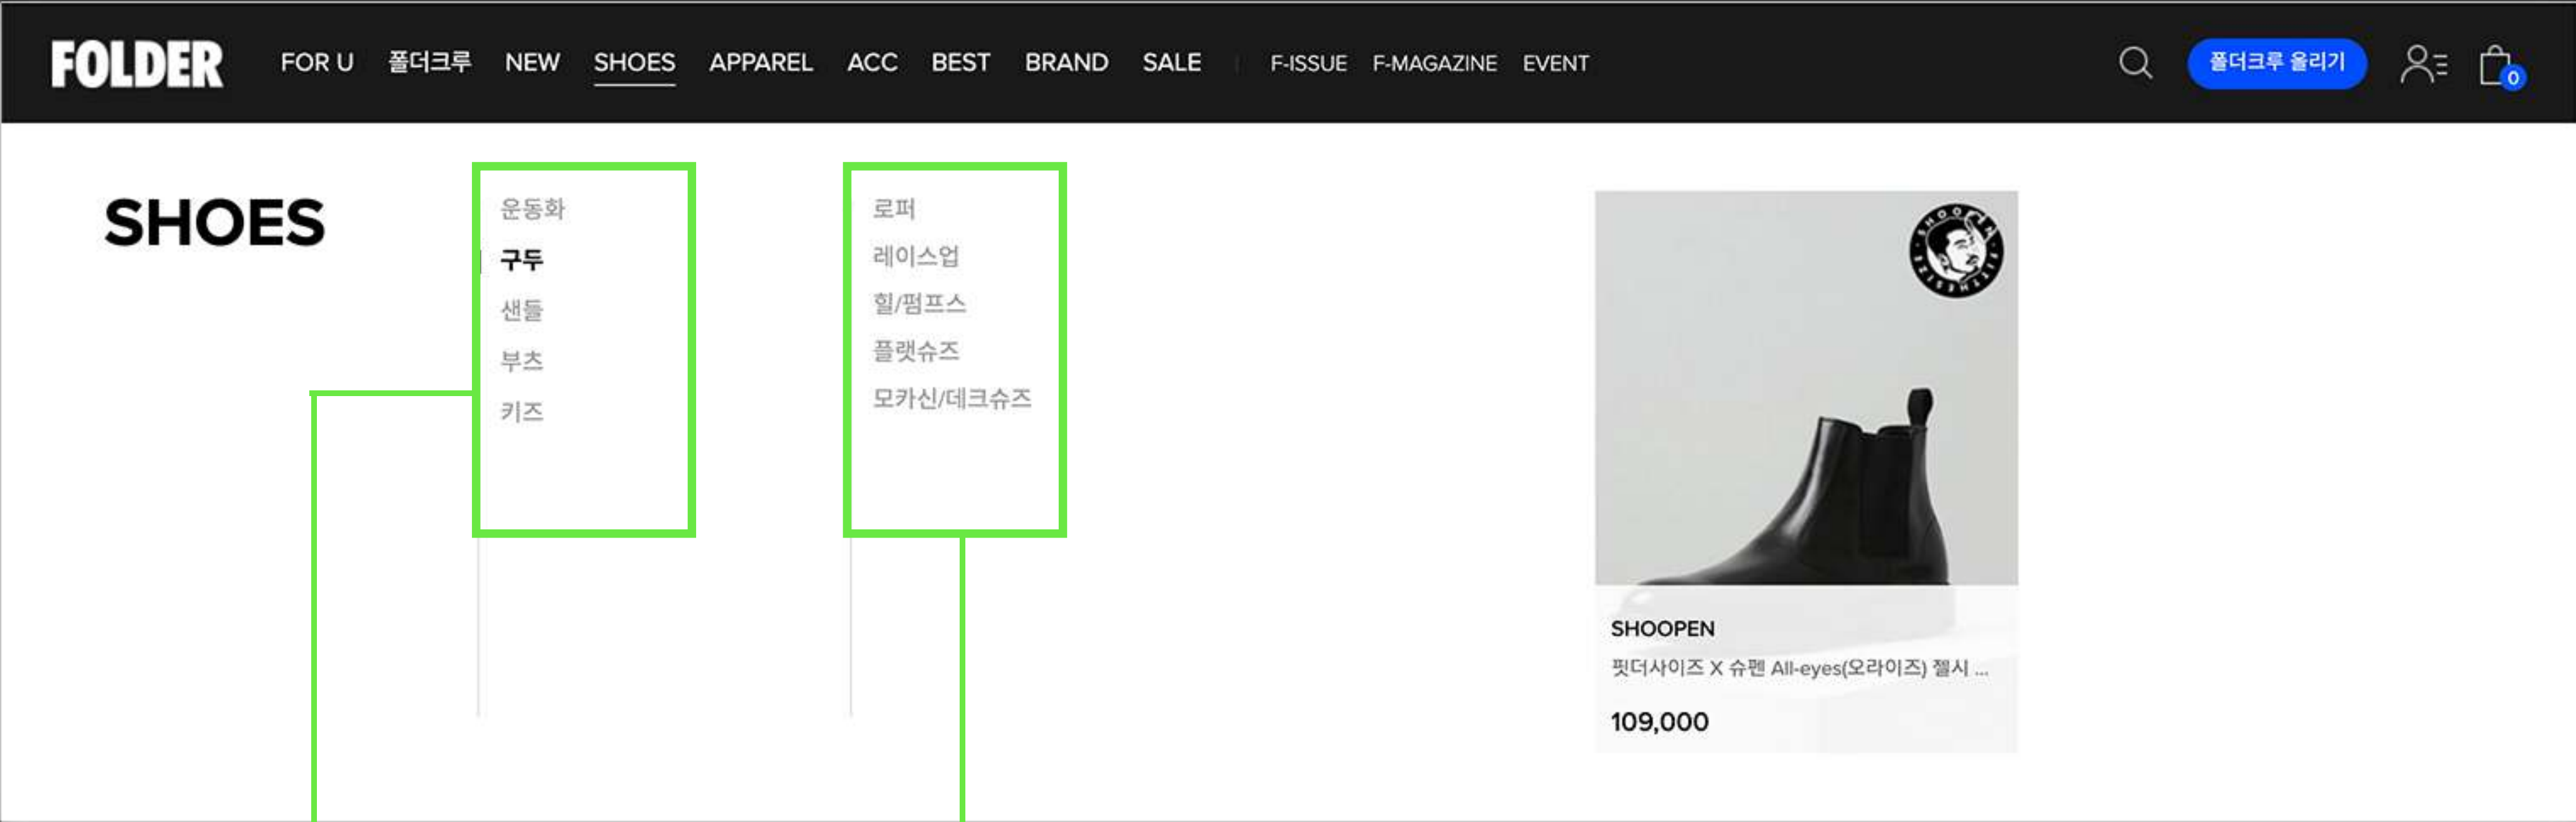 FOLDER FOR U 폴더크루 NEW SHOES APPAREL ACC BEST BRAND SALE F-ISSUE F-MAGAZINE EVENT 폴더크루 올리기 0
SHOES
운동화
구두
샌들
부츠
키즈
로퍼
레이스업
힐/펌프스
플랫슈즈
모카신/데크슈즈
SHOOPEN
FITTHESIZE
SHOOPEN
핏더사이즈 X 슈펜 All-eyes(오라이즈) 젤시 ...
109,000